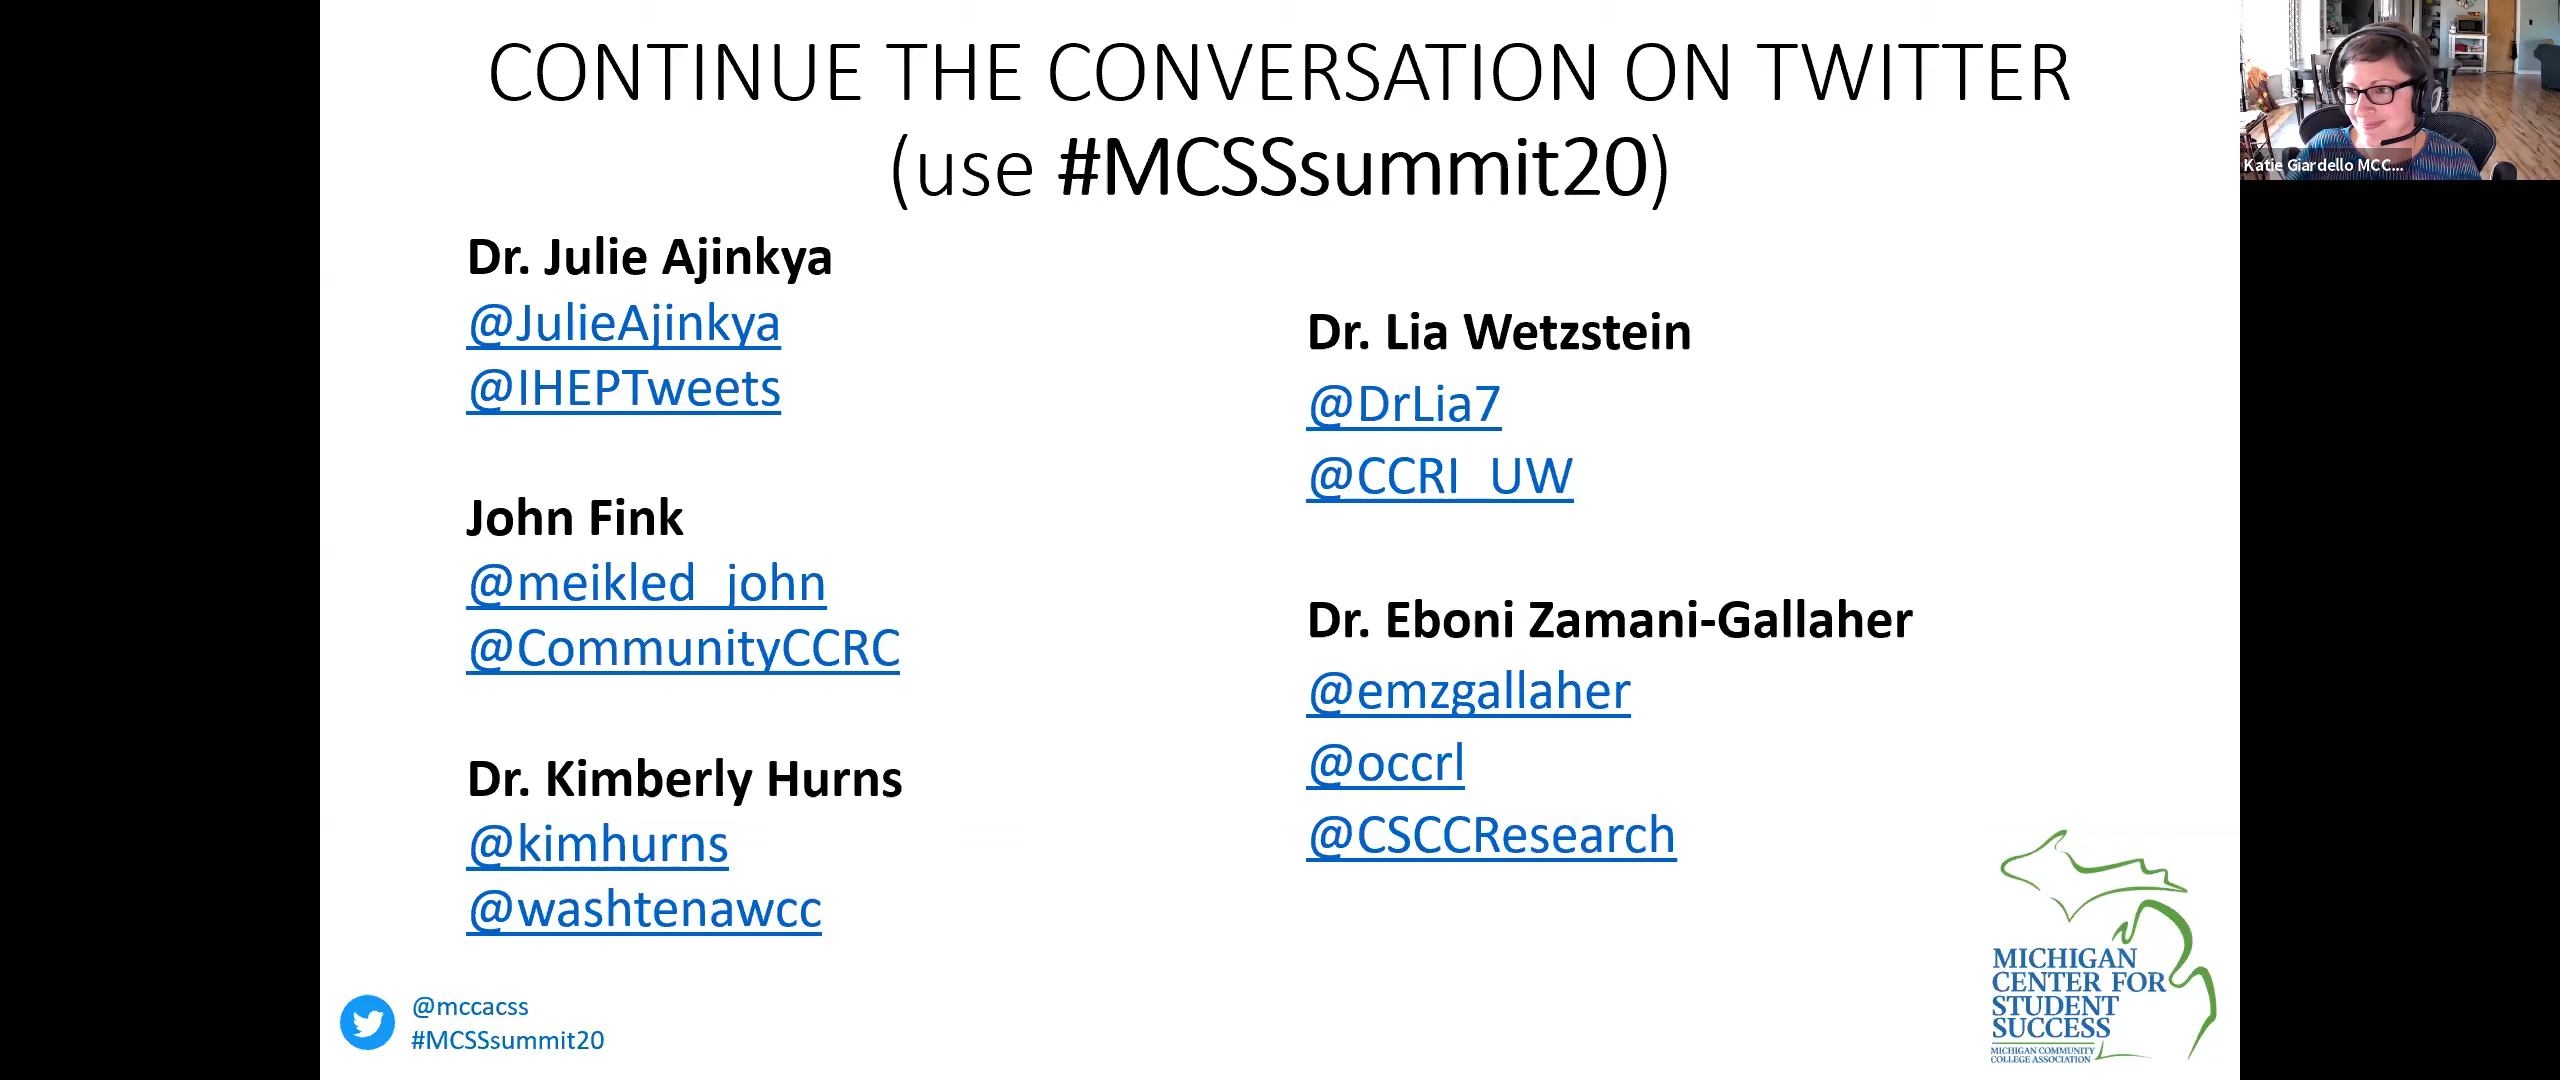 CONTINUE THE CONVERSATION ON TWITTER
(use #MCSSsummit20)
Dr. Julie Ajinkya
@JulieAjinkya
@IHEPTweets
John Fink
@meikled_john
@CommunityCCRC
Dr. Kimberly Hurns
@kimhurns
@washtenawcc
Dr. Lia Wetzstein
@DrLia7
@CCRI_UW
Dr. Eboni Zamani-Gallaher
@emzgallaher
@occrl
@CSCCResearch
@mccacss
#MCSSsummit20
MICHIGAN
CENTER FOR
STUDENT
SUCCESS
MICHIGAN COMMUNITY
COLLEGE ASSOCIATION
Katie Giardello MCC...